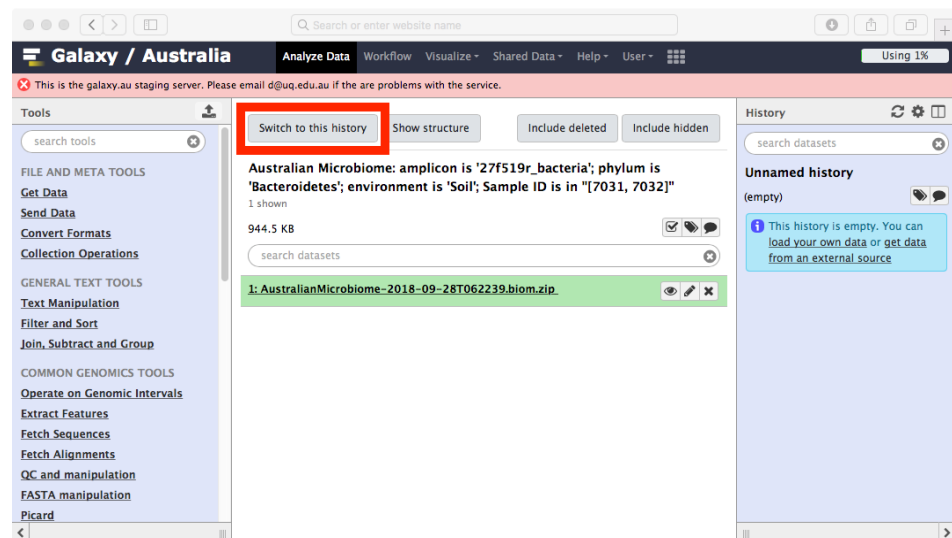 Search or enter website name
Galaxy / Australia
Analyze Data Workflow Visualize Shared Data Help User
Using 1%
This is the galaxy.au staging server. Please email d@uq.edu.au if the are problems with the service.
Tools
search tools
FILE AND META TOOLS
Get Data
Send Data
Convert Formats
Collection Operations
GENERAL TEXT TOOLS
Text Manipulation
Filter and Sort
Join, Subtract and Group
COMMON GENOMICS TOOLS
Operate on Genomic Intervals
Extract Features
Fetch Sequences
Fetch Alignments
QC and manipulation
FASTA manipulation
Picard
Switch to this history Show structure Include deleted Include hidden
Australian Microbiome: amplicon is '27f519r_bacteria'; phylum is
'Bacteroidetes'; environment is 'Soil'; Sample ID is in "[7031, 7032]"
1 shown
944.5 KB
search datasets
1: AustralianMicrobiome-2018-09-28T062239.biom.zip
History
search datasets
Unnamed history
(empty)
This history is empty. You can
load your own data or get data
from an external source